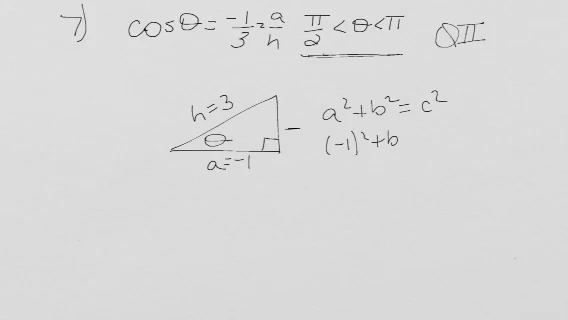 7) cosθ = -1/3 = a/h π/2 < θ < π QII
h=3
θ
a=-1
a² + b² = c²
(-1)² + b